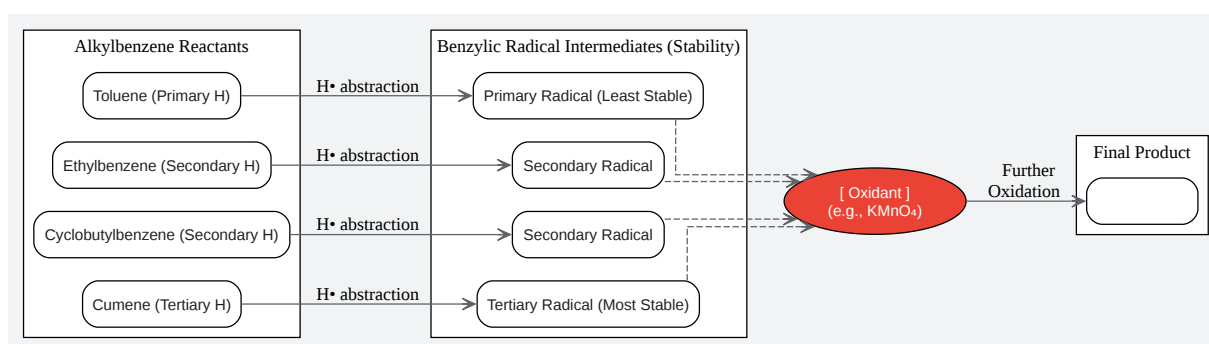 Alkylbenzene Reactants
Toluene (Primary H)
Ethylbenzene (Secondary H)
Cyclobutylbenzene (Secondary H)
Cumene (Tertiary H)
H• abstraction
H• abstraction
H• abstraction
H• abstraction
Benzylic Radical Intermediates (Stability)
Primary Radical (Least Stable)
Secondary Radical
Secondary Radical
Tertiary Radical (Most Stable)
[ Oxidant ]
(e.g., KMnO₄)
Further
Oxidation
Final Product